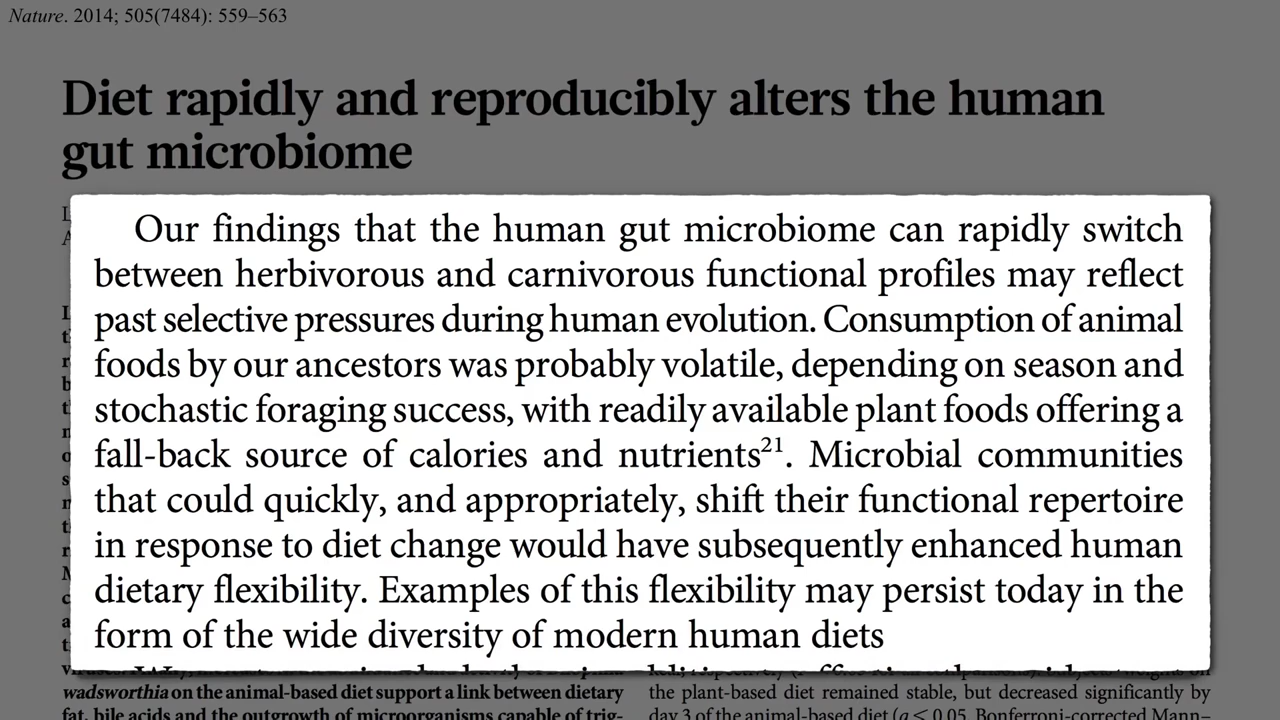 Nature. 2014; 505(7484): 559–563
Diet rapidly and reproducibly alters the human
gut microbiome
Our findings that the human gut microbiome can rapidly switch
between herbivorous and carnivorous functional profiles may reflect
past selective pressures during human evolution. Consumption of animal
foods by our ancestors was probably volatile, depending on season and
stochastic foraging success, with readily available plant foods offering a
fall-back source of calories and nutrients²¹. Microbial communities
that could quickly, and appropriately, shift their functional repertoire
in response to diet change would have subsequently enhanced human
dietary flexibility. Examples of this flexibility may persist today in the
form of the wide diversity of modern human diets
wadsworthia on the animal-based diet support a link between dietary
fat, bile acids and the outgrowth of microorganisms capable of trig-
the plant-based diet remained stable, but decreased significantly by
day 3 of the animal-based diet (q < 0.05, Bonferroni-corrected Mann–